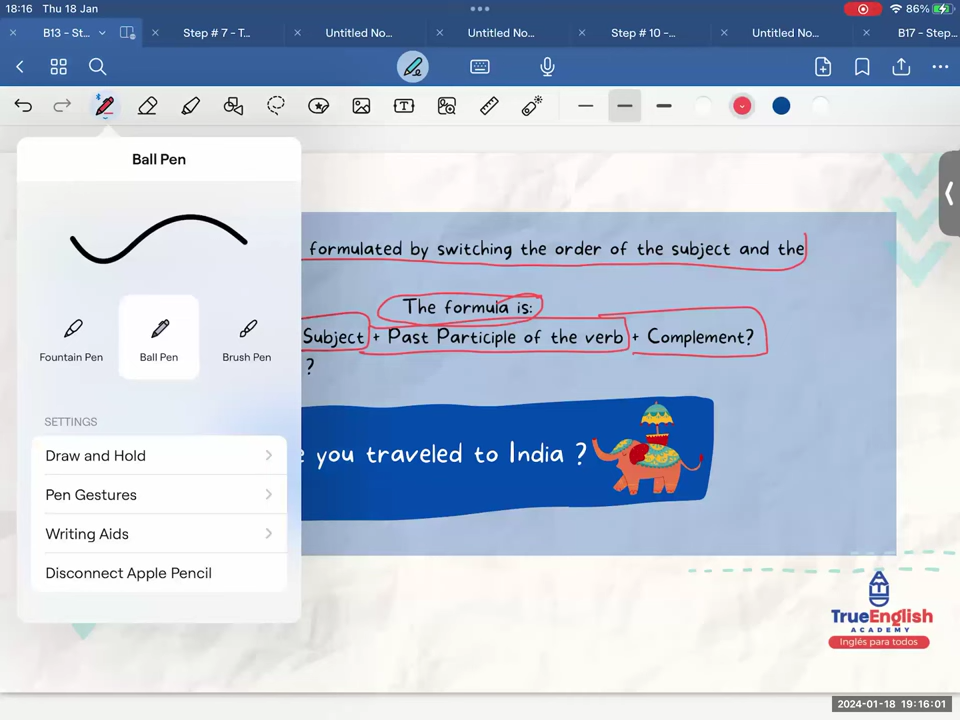 18:16 Thu 18 Jan
86%
B13 - St...
Step # 7 - T...
Untitled No...
Untitled No...
Step # 10 -...
Untitled No...
B17 - Step...
Ball Pen
Fountain Pen
Ball Pen
Brush Pen
SETTINGS
Draw and Hold
Pen Gestures
Writing Aids
Disconnect Apple Pencil
formulated by switching the order of the subject and the
The formula is:
Subject + Past Participle of the verb + Complement?
?
you traveled to India ?
TrueEnglish
ACADEMY
Inglés para todos
2024-01-18 19:16:01